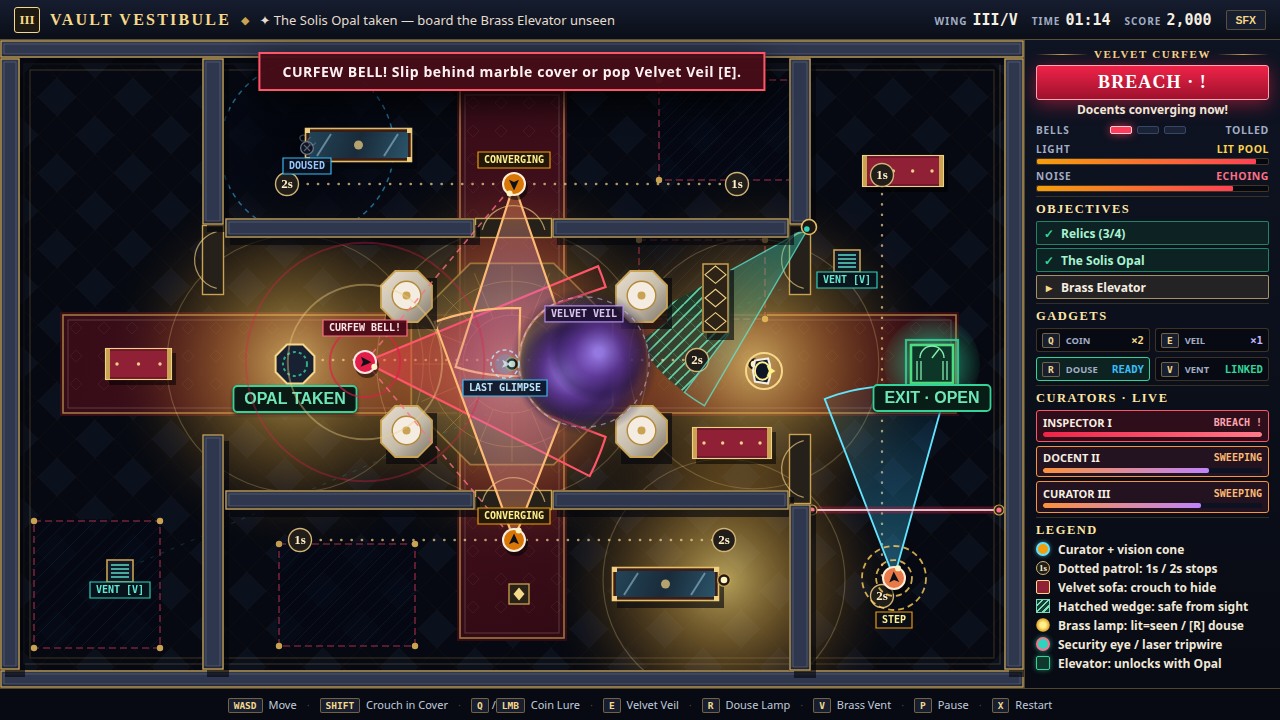 III VAULT VESTIBULE ◆ ✦ The Solis Opal taken — board the Brass Elevator unseen WING III/V TIME 01:14 SCORE 2,000 SFX
CURFEW BELL! Slip behind marble cover or pop Velvet Veil [E].
DOUSED
2s
CONVERGING
1s
1s
VENT [V]
VELVET VEIL
CURFEW BELL!
2s
LAST GLIMPSE
OPAL TAKEN
EXIT · OPEN
CONVERGING
1s
2s
VENT [V]
2s
STEP
VELVET CURFEW
BREACH · !
Docents converging now!
BELLS TOLLED
LIGHT LIT POOL
NOISE ECHOING
OBJECTIVES
✓ Relics (3/4)
✓ The Solis Opal
▸ Brass Elevator
GADGETS
Q COIN ×2 E VEIL ×1
R DOUSE READY V VENT LINKED
CURATORS · LIVE
INSPECTOR I BREACH !
DOCENT II SWEEPING
CURATOR III SWEEPING
LEGEND
Curator + vision cone
1s Dotted patrol: 1s / 2s stops
Velvet sofa: crouch to hide
Hatched wedge: safe from sight
Brass lamp: lit=seen / [R] douse
Security eye / laser tripwire
Elevator: unlocks with Opal
WASD Move · SHIFT Crouch in Cover · Q / LMB Coin Lure · E Velvet Veil · R Douse Lamp · V Brass Vent · P Pause · X Restart